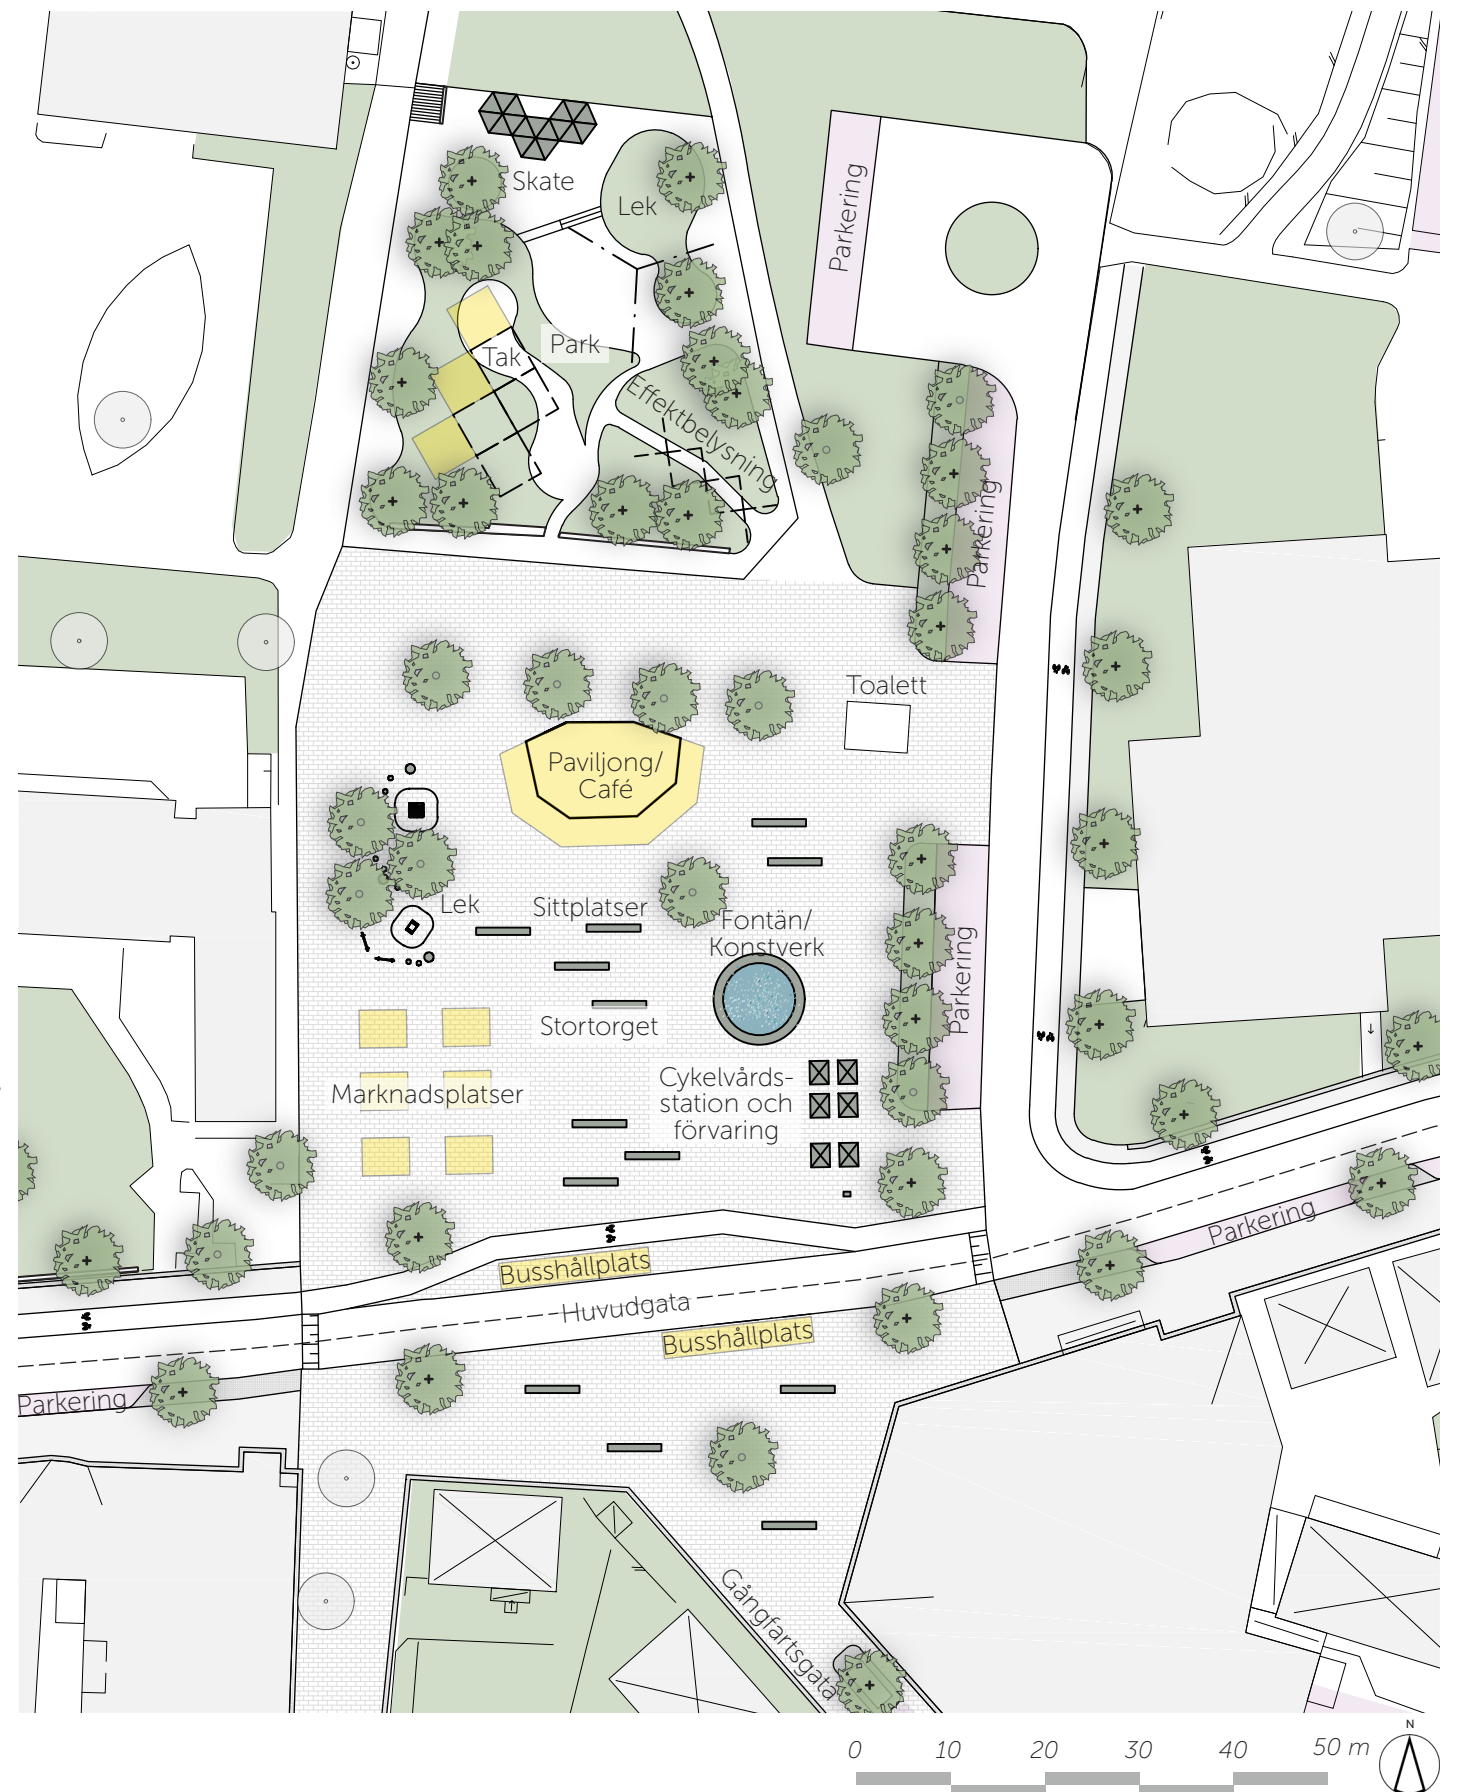 Skate
Lek
Parkering
Tak
Park
Effektbelysning
Parkering
Toalett
Paviljong/
Café
Lek
Sittplatser
Fontän/
Konstverk
Parkering
Stortorget
Marknadsplatser
Cykelvårds-
station och
förvaring
Parkering
Busshållplats
Huvudgata
Busshållplats
Parkering
Gångfartsgata
N
0 10 20 30 40 50 m